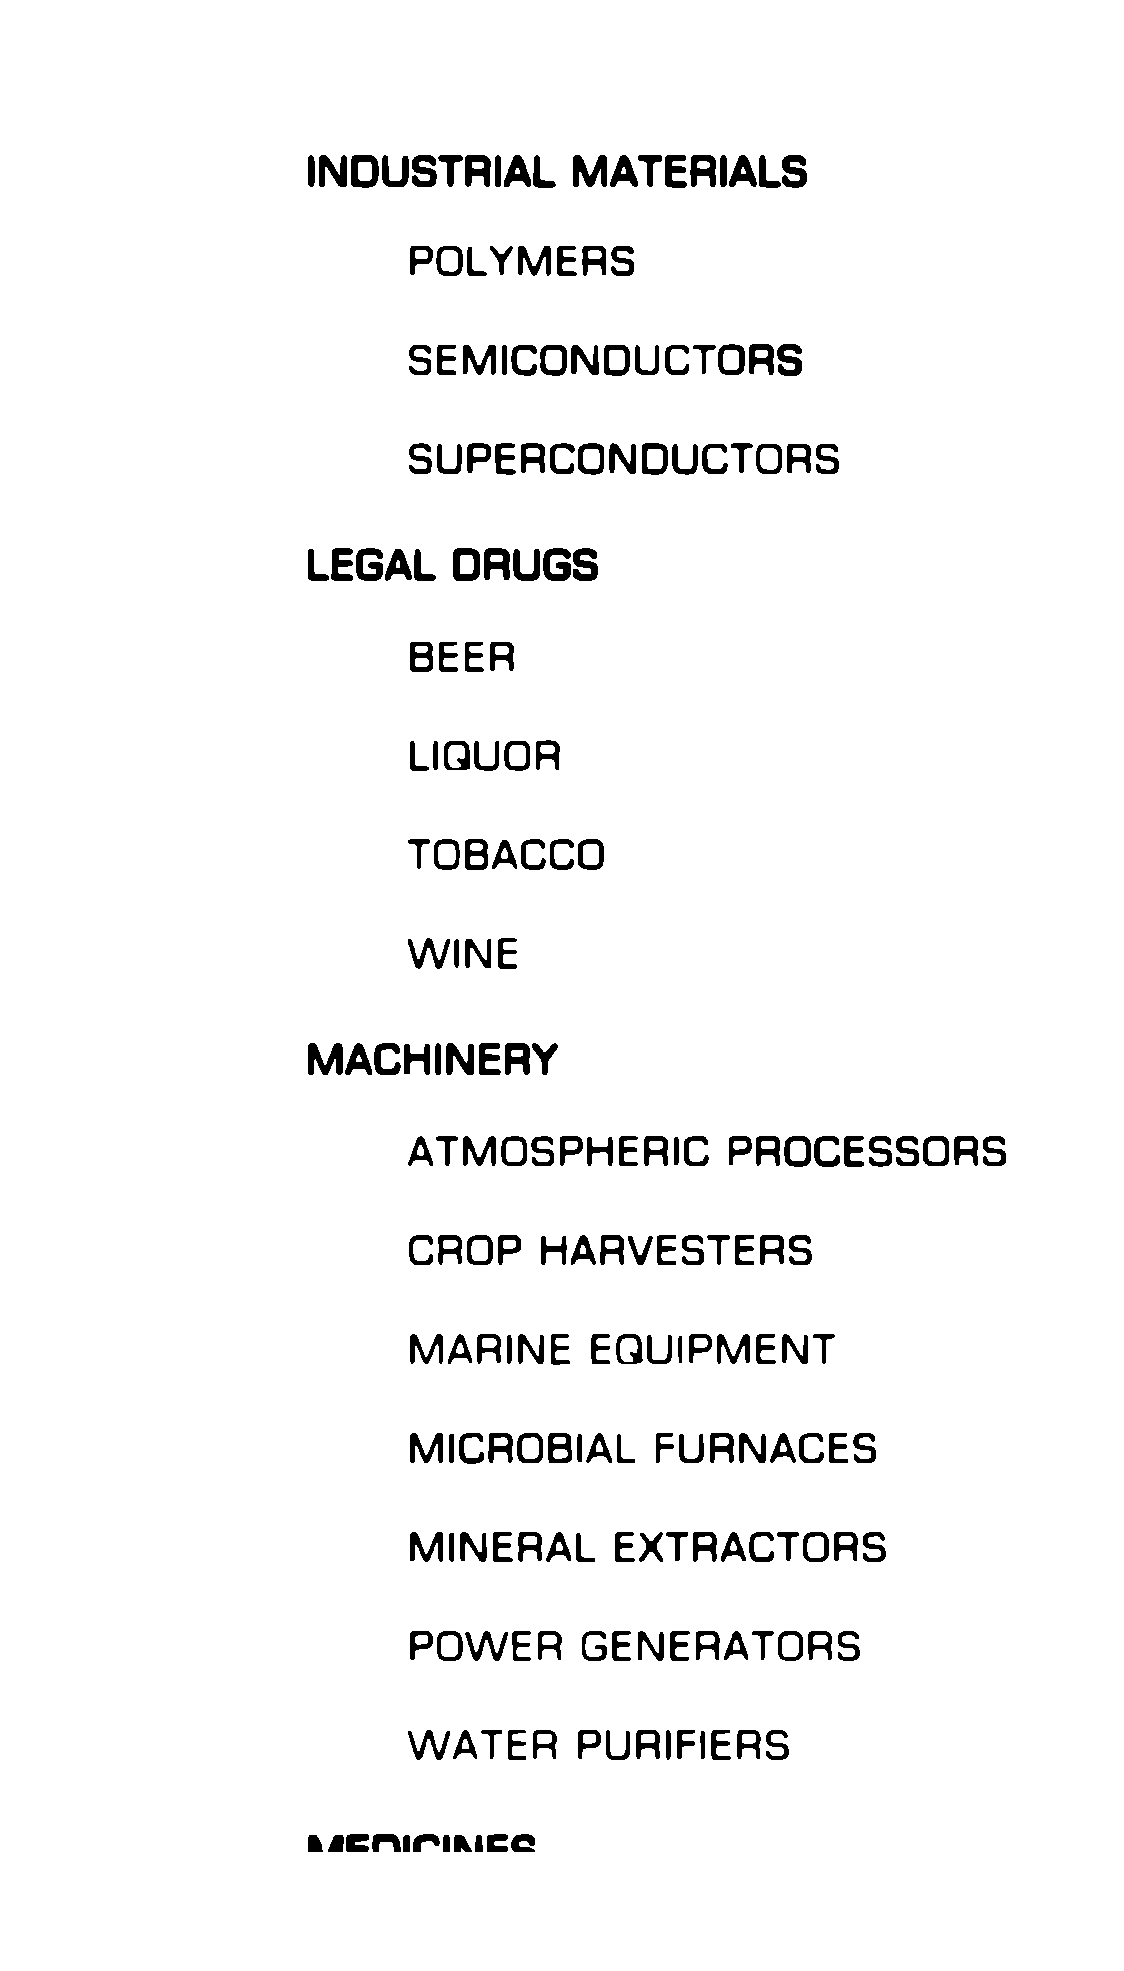 INDUSTRIAL MATERIALS
POLYMERS
SEMICONDUCTORS
SUPERCONDUCTORS
LEGAL DRUGS
BEER
LIQUOR
TOBACCO
WINE
MACHINERY
ATMOSPHERIC PROCESSORS
CROP HARVESTERS
MARINE EQUIPMENT
MICROBIAL FURNACES
MINERAL EXTRACTORS
POWER GENERATORS
WATER PURIFIERS
MEDICINES